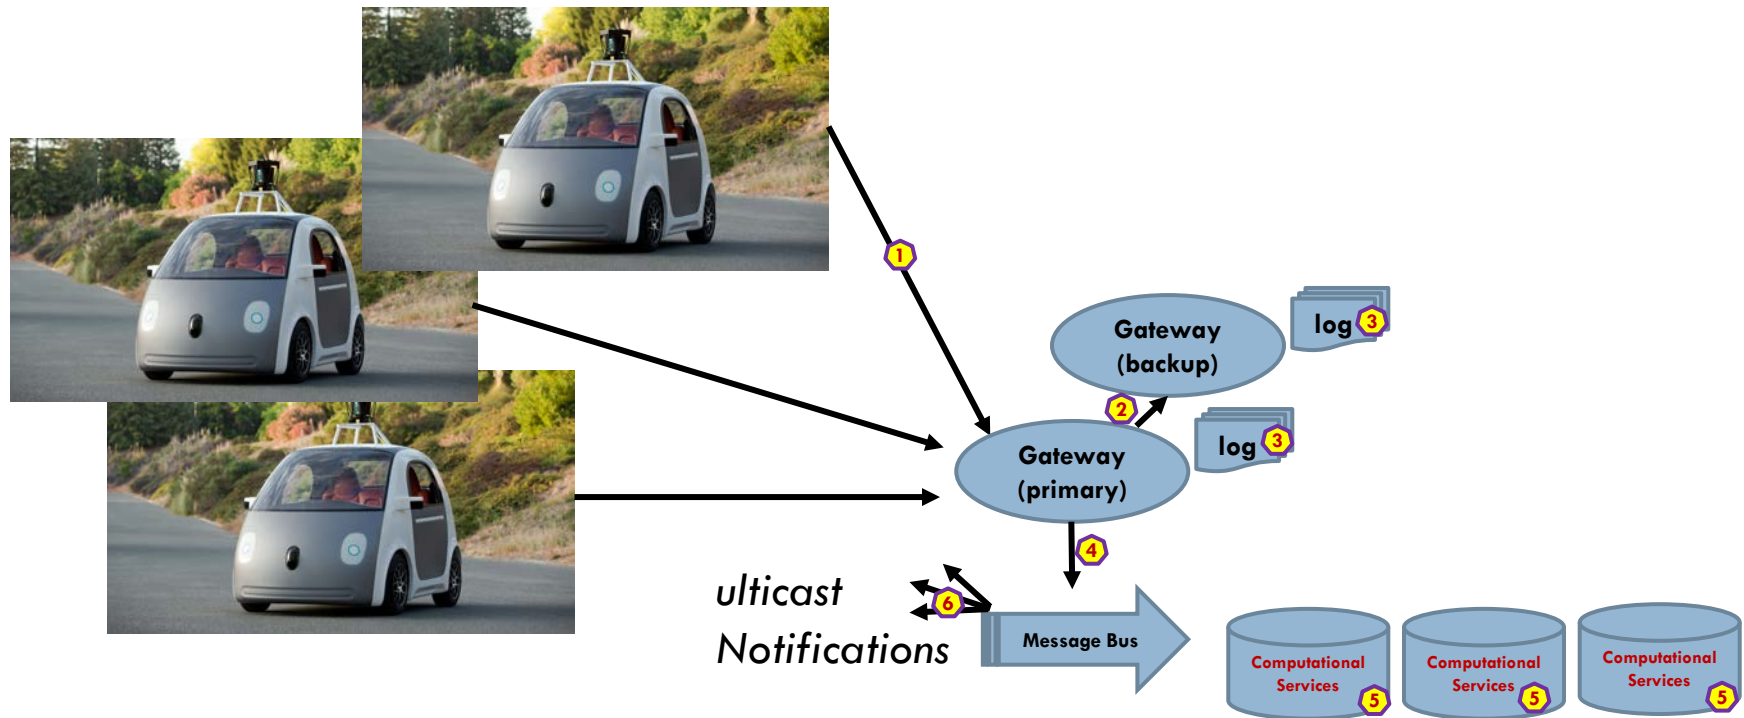 1
Gateway
(backup)
log
3
2
Gateway
(primary)
log
3
4
ulticast
Notifications
6
Message Bus
Computational
Services
5
Computational
Services
5
Computational
Services
5